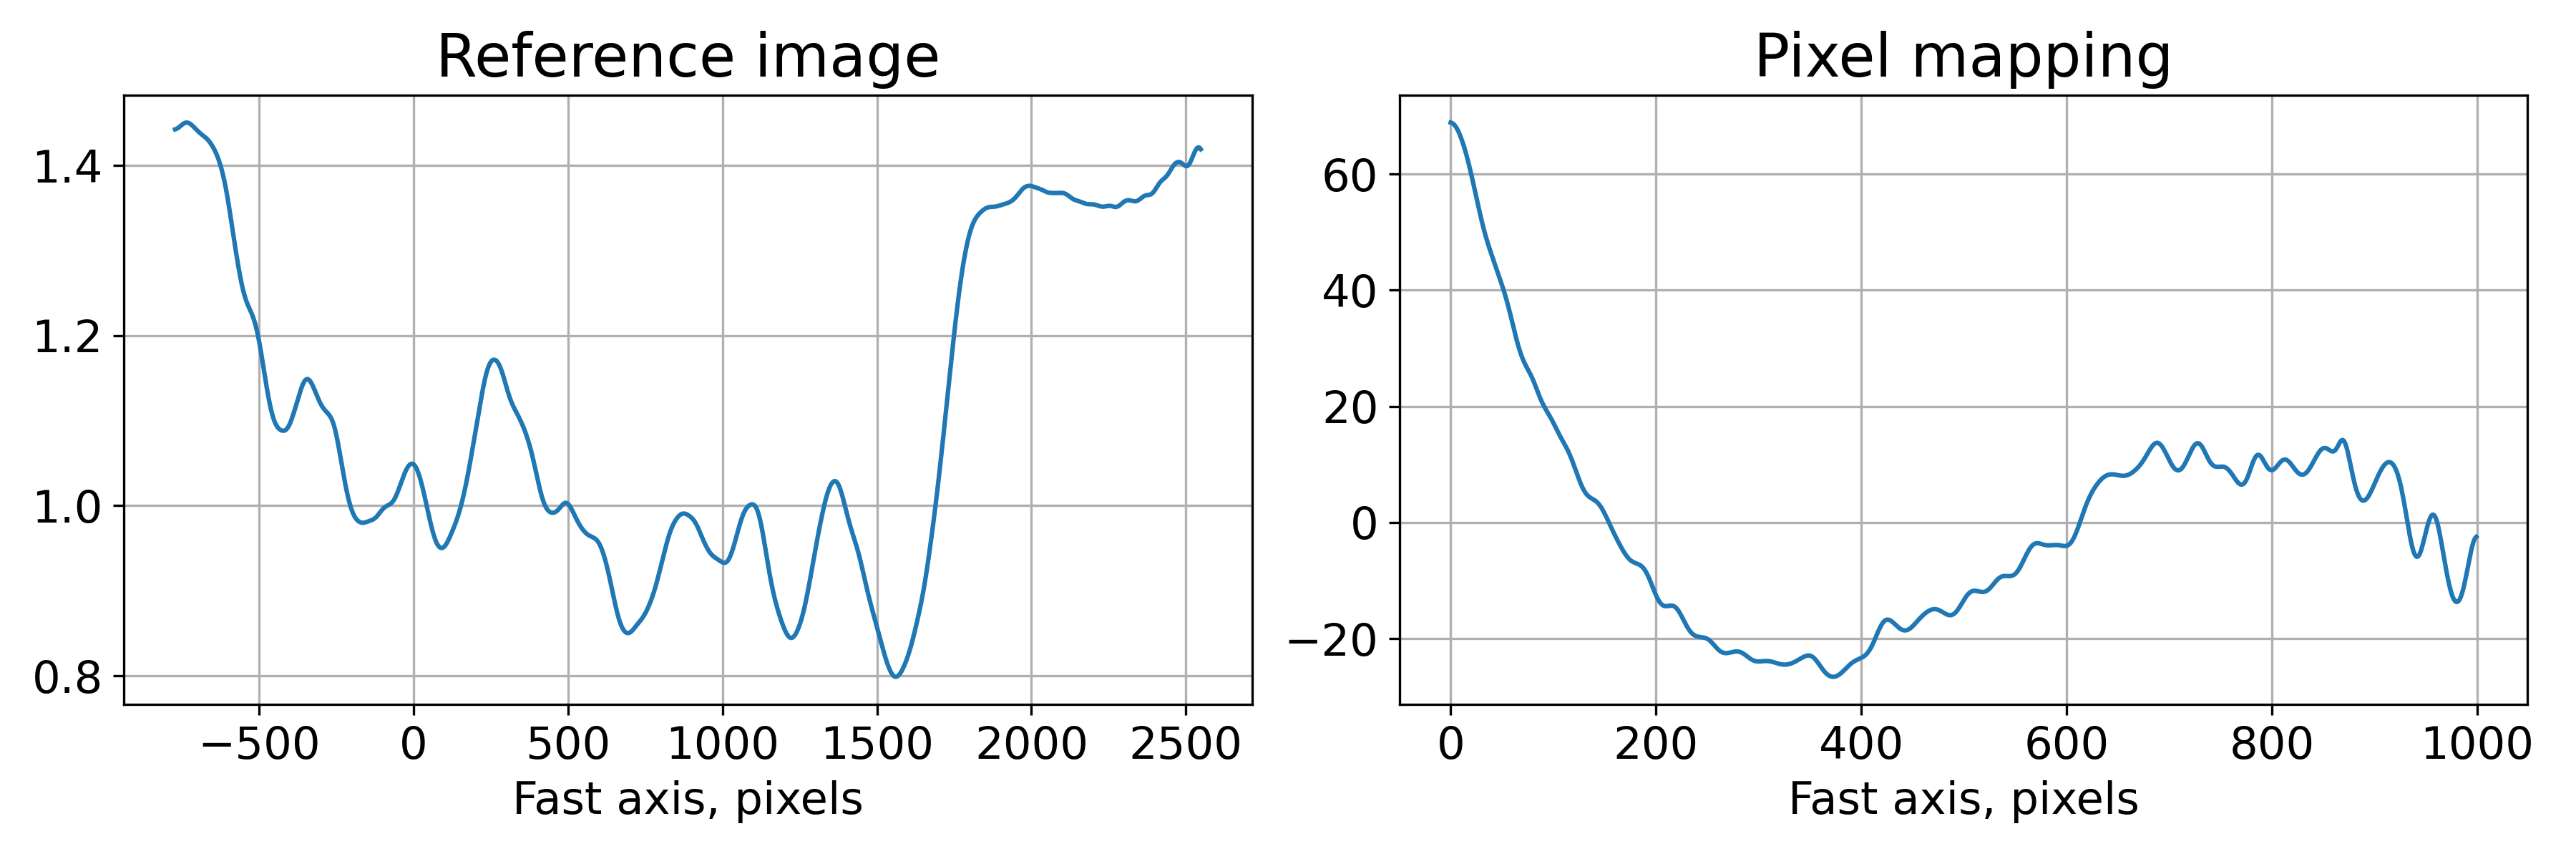 Reference image
1.4
1.2
1.0
0.8
−500 0 500 1000 1500 2000 2500
Fast axis, pixels
Pixel mapping
60
40
20
0
−20
0 200 400 600 800 1000
Fast axis, pixels